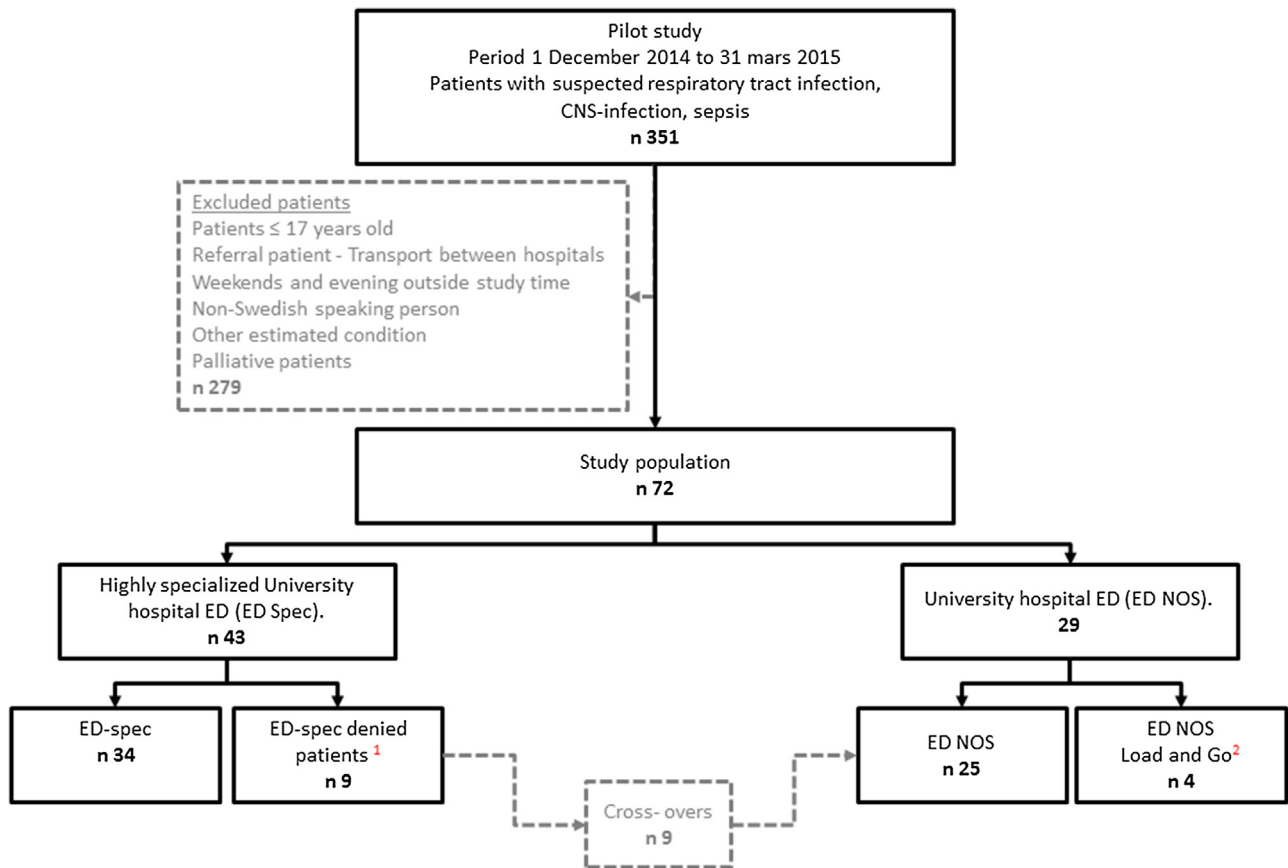 Pilot study
Period 1 December 2014 to 31 mars 2015
Patients with suspected respiratory tract infection,
CNS-infection, sepsis
n 351
Excluded patients
Patients ≤ 17 years old
Referral patient - Transport between hospitals
Weekends and evening outside study time
Non-Swedish speaking person
Other estimated condition
Palliative patients
n 279
Study population
n 72
Highly specialized University
hospital ED (ED Spec).
n 43
University hospital ED (ED NOS).
29
ED-spec
n 34
ED-spec denied
patients 1
n 9
ED NOS
n 25
ED NOS
Load and Go2
n 4
Cross- overs
n 9